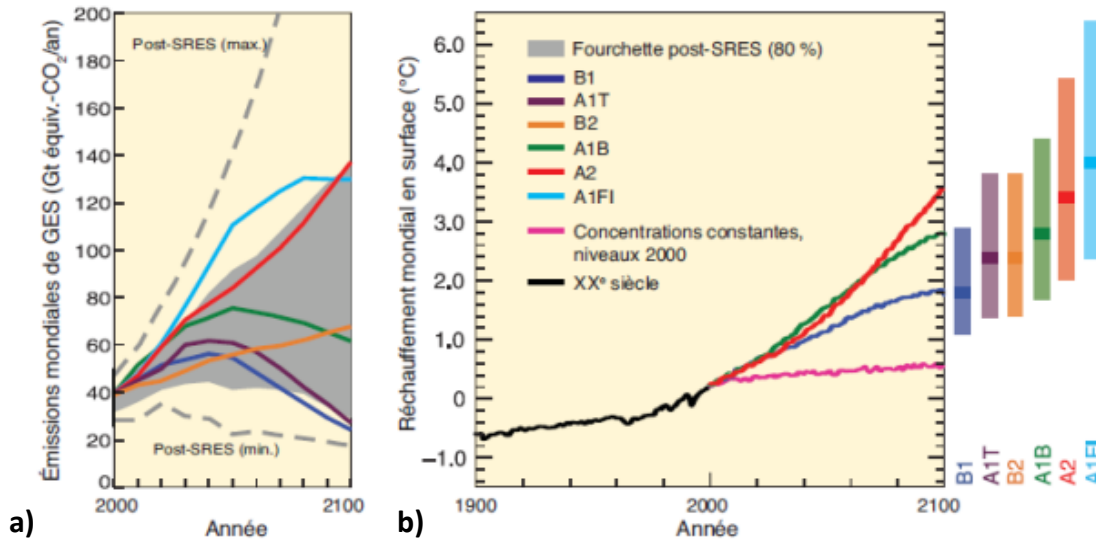 Émissions mondiales de GES (Gt équiv.-CO₂/an)
200
180
160
140
120
100
80
60
40
20
0
Post-SRES (max.)
Post-SRES (min.)
2000
2100
Année
a)
Réchauffement mondial en surface (°C)
6.0
5.0
4.0
3.0
2.0
1.0
0
–1.0
Fourchette post-SRES (80 %)
B1
A1T
B2
A1B
A2
A1FI
Concentrations constantes,
niveaux 2000
XXe siècle
1900
2000
2100
Année
b)
B1
A1T
B2
A1B
A2
A1FI